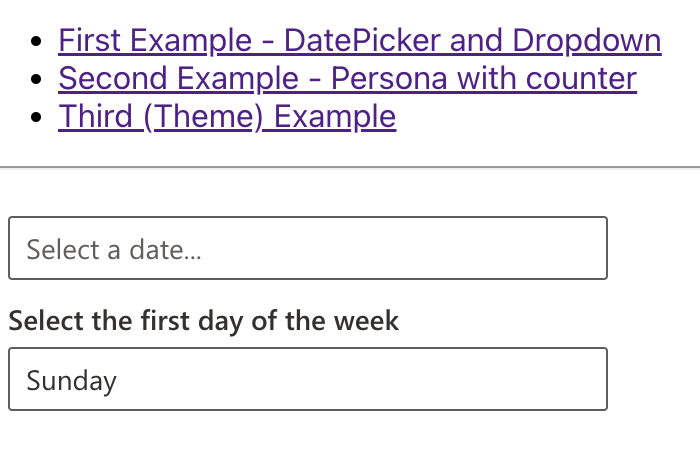 First Example - DatePicker and Dropdown
Second Example - Persona with counter
Third (Theme) Example
Select a date...
Select the first day of the week
Sunday